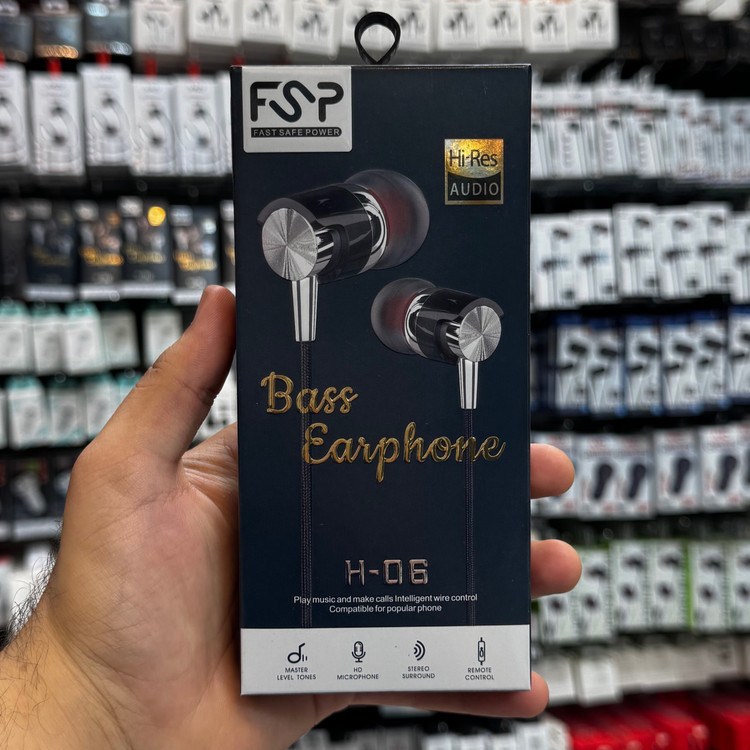 FSP
FAST SAFE POWER
Hi-Res
AUDIO
Bass
Earphone
H-06
Play music and make calls Intelligent wire control
Compatible for popular phone
MASTER
LEVEL TONES
HD
MICROPHONE
STEREO
SURROUND
REMOTE
CONTROL